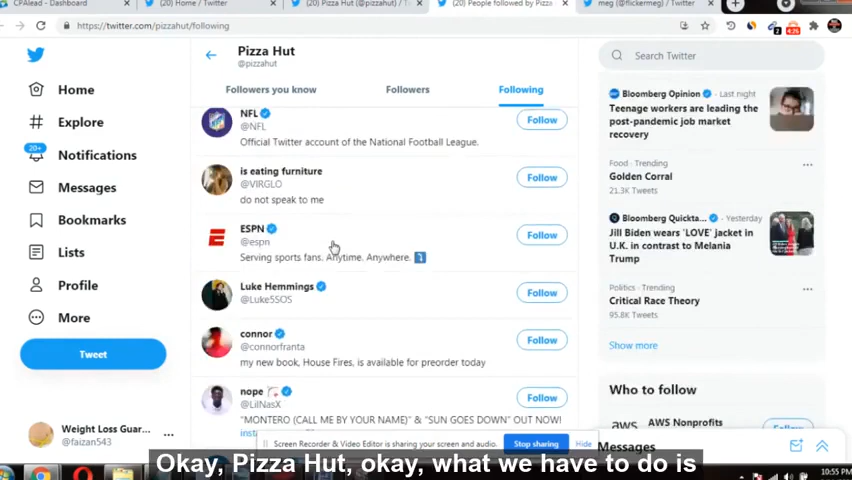 CPAlead - Dashboard
(20) Home / Twitter
(20) Pizza Hut (@pizzahut) / T
(20) People followed by Pizza
meg (@flickermeg) / Twitter
https://twitter.com/pizzahut/following
Pizza Hut
@pizzahut
Search Twitter
Followers you know
Followers
Following
Home
Explore
20+
Notifications
Messages
Bookmarks
Lists
Profile
More
Tweet
Weight Loss Guar...
@faizan543
NFL
@NFL
Follow
Official Twitter account of the National Football League.
is eating furniture
@VIRGLO
Follow
do not speak to me
ESPN
@espn
Follow
Serving sports fans. Anytime. Anywhere.
Luke Hemmings
@Luke5SOS
Follow
connor
@connorfranta
Follow
my new book, House Fires, is available for preorder today
nope
@LilNasX
Follow
"MONTERO (CALL ME BY YOUR NAME)" & "SUN GOES DOWN" OUT NOW!
Bloomberg Opinion · Last night
Teenage workers are leading the
post-pandemic job market
recovery
Food · Trending
Golden Corral
21.3K Tweets
Bloomberg Quickta... · Yesterday
Jill Biden wears 'LOVE' jacket in
U.K. in contrast to Melania
Trump
Politics · Trending
Critical Race Theory
95.8K Tweets
Show more
Who to follow
aws
AWS Nonprofits
Messages
Screen Recorder & Video Editor is sharing your screen and audio.
Stop sharing
Hide
Okay, Pizza Hut, okay, what we have to do is
10:55 PM